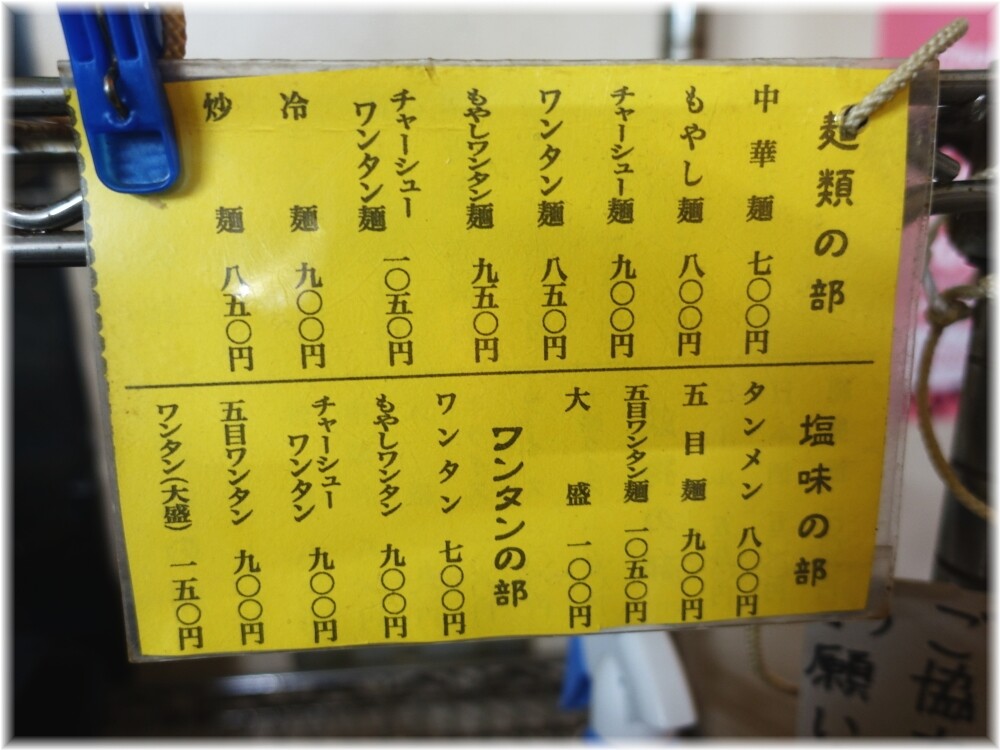 麺類の部
中華麺 七〇〇円
もやし麺 八〇〇円
チャーシュー麺 九〇〇円
ワンタン麺 八五〇円
もやしワンタン麺 九五〇円
チャーシュー
ワンタン麺 一〇五〇円
冷麺 九〇〇円
炒麺 八五〇円
塩味の部
タンメン 八〇〇円
五目麺 九〇〇円
五目ワンタン麺 一〇五〇円
大盛 一〇〇円
ワンタンの部
ワンタン 七〇〇円
もやしワンタン 九〇〇円
チャーシュー
ワンタン 九〇〇円
五目ワンタン 九〇〇円
ワンタン(大盛) 一五〇円
ご協
願い